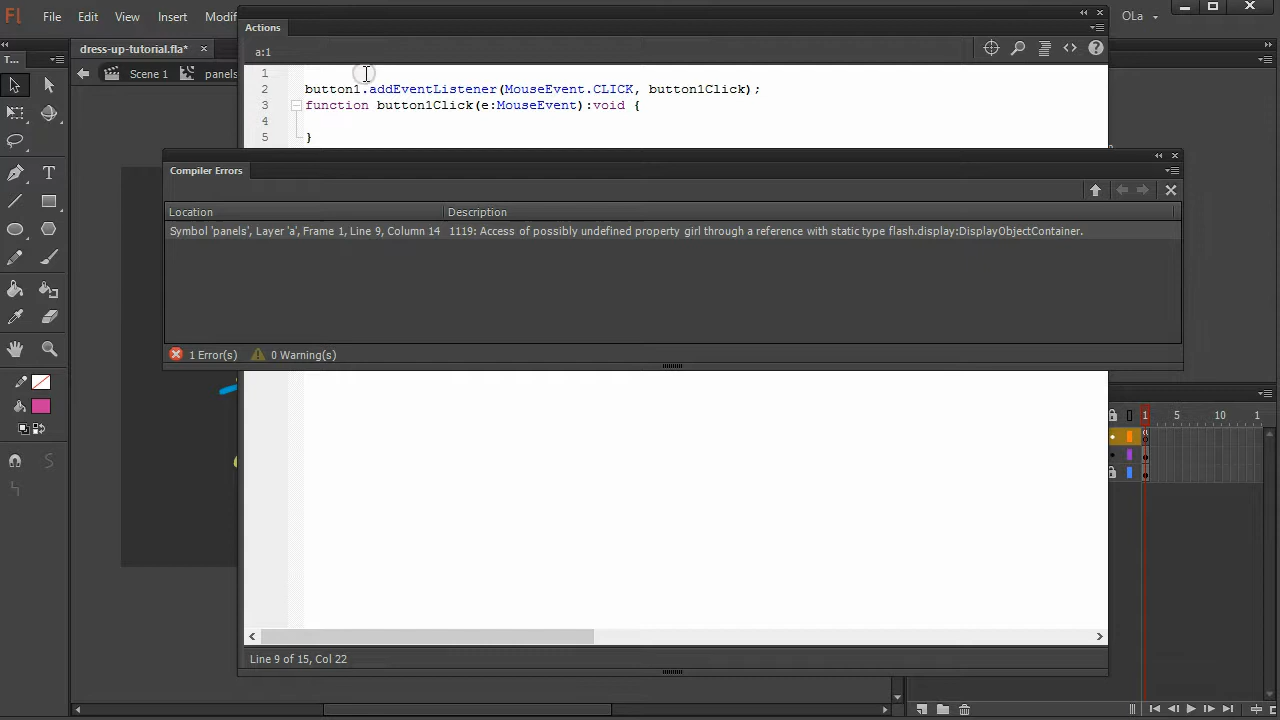 Fl File Edit View Insert Modif OLa
Actions
dress-up-tutorial.fla* ×
T...
a:1
Scene 1 panels
1
2 button1.addEventListener(MouseEvent.CLICK, button1Click);
3 function button1Click(e:MouseEvent):void {
4
5 }
Compiler Errors
Location Description
Symbol 'panels', Layer 'a', Frame 1, Line 9, Column 14 1119: Access of possibly undefined property girl through a reference with static type flash.display:DisplayObjectContainer.
1 Error(s) 0 Warning(s)
1 5 10 1
Line 9 of 15, Col 22